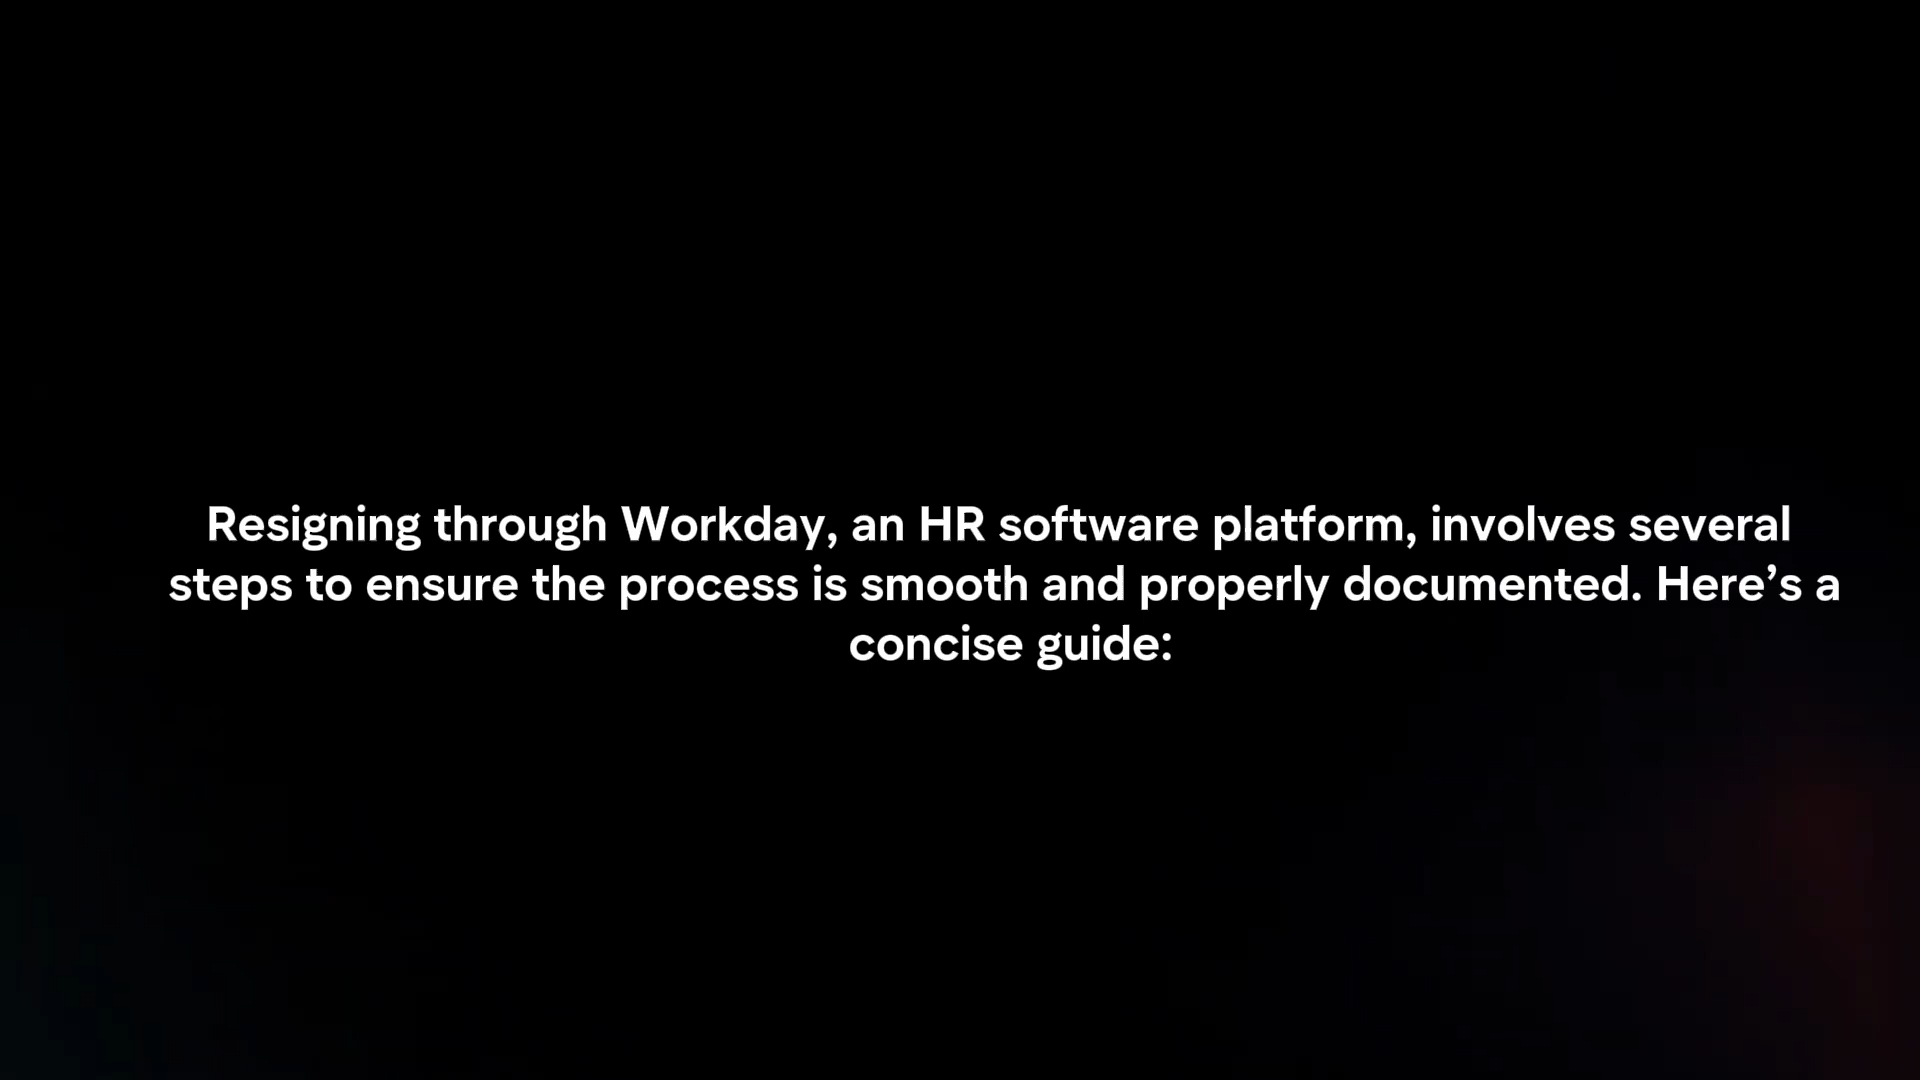 Resigning through Workday, an HR software platform, involves several
steps to ensure the process is smooth and properly documented. Here’s a
concise guide: